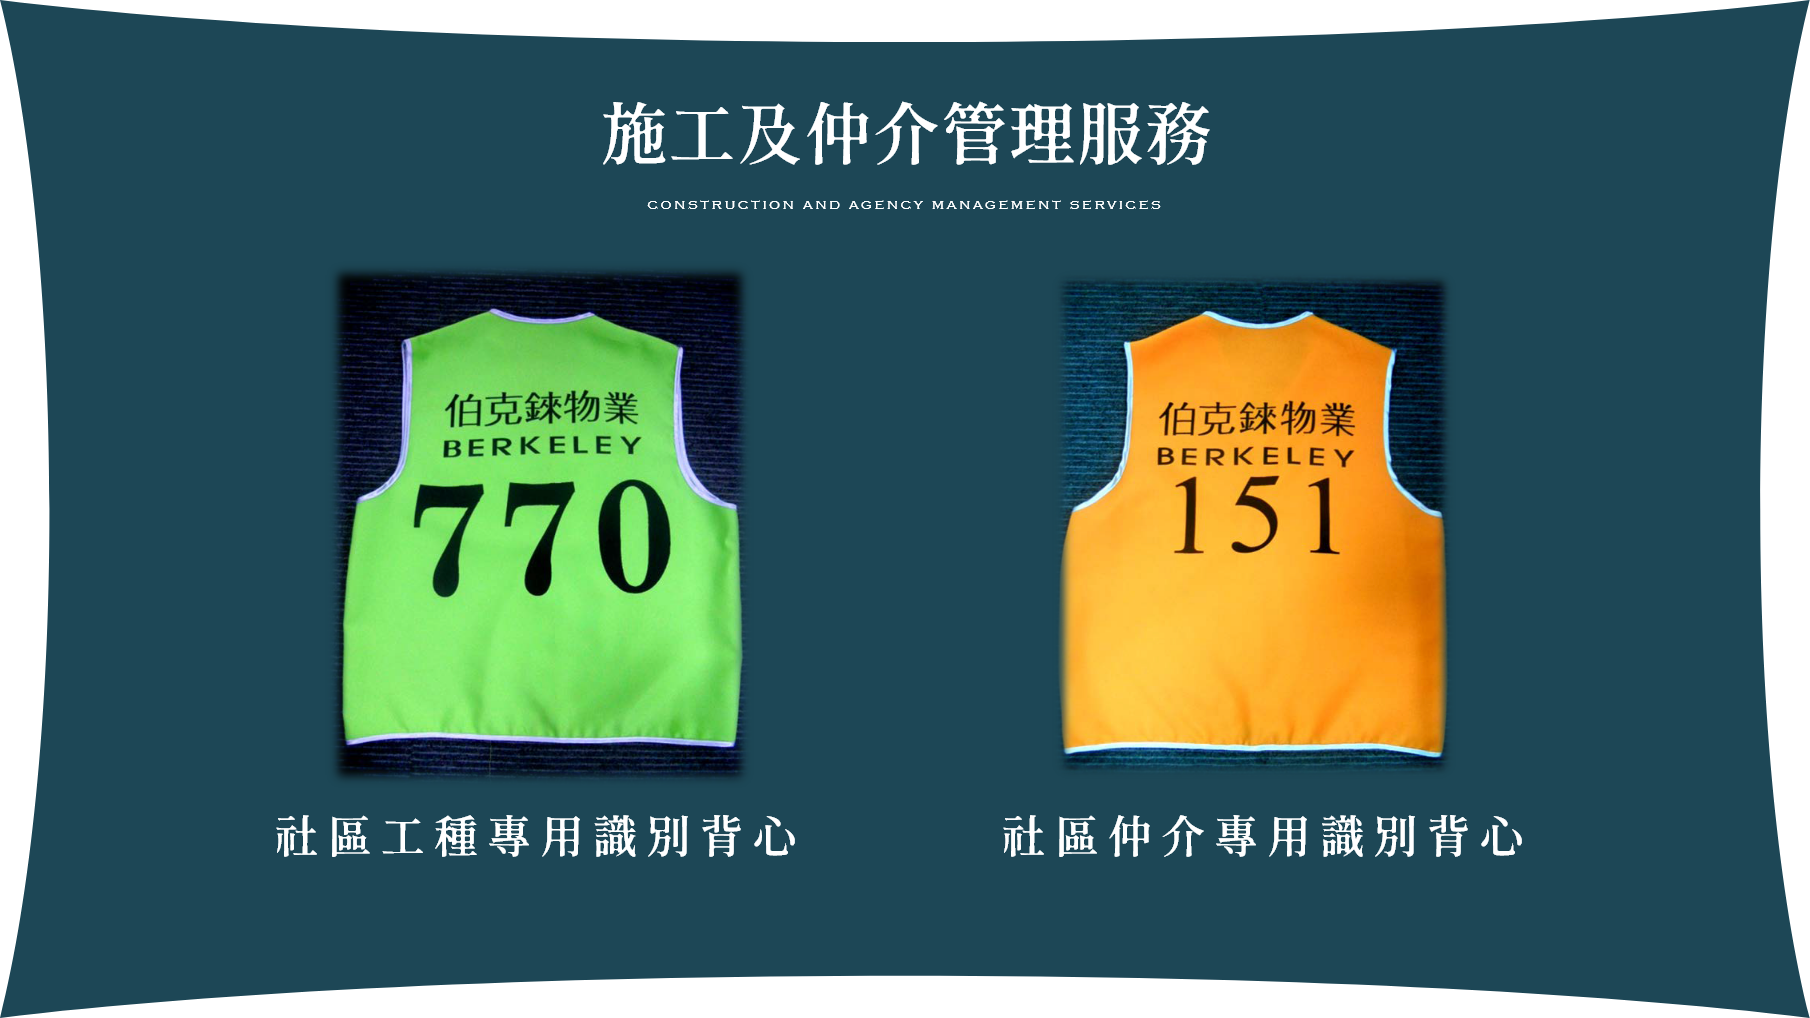 施工及仲介管理服務
CONSTRUCTION AND AGENCY MANAGEMENT SERVICES
伯克錸物業
BERKELEY
770
伯克錸物業
BERKELEY
151
社區工種專用識別背心
社區仲介專用識別背心